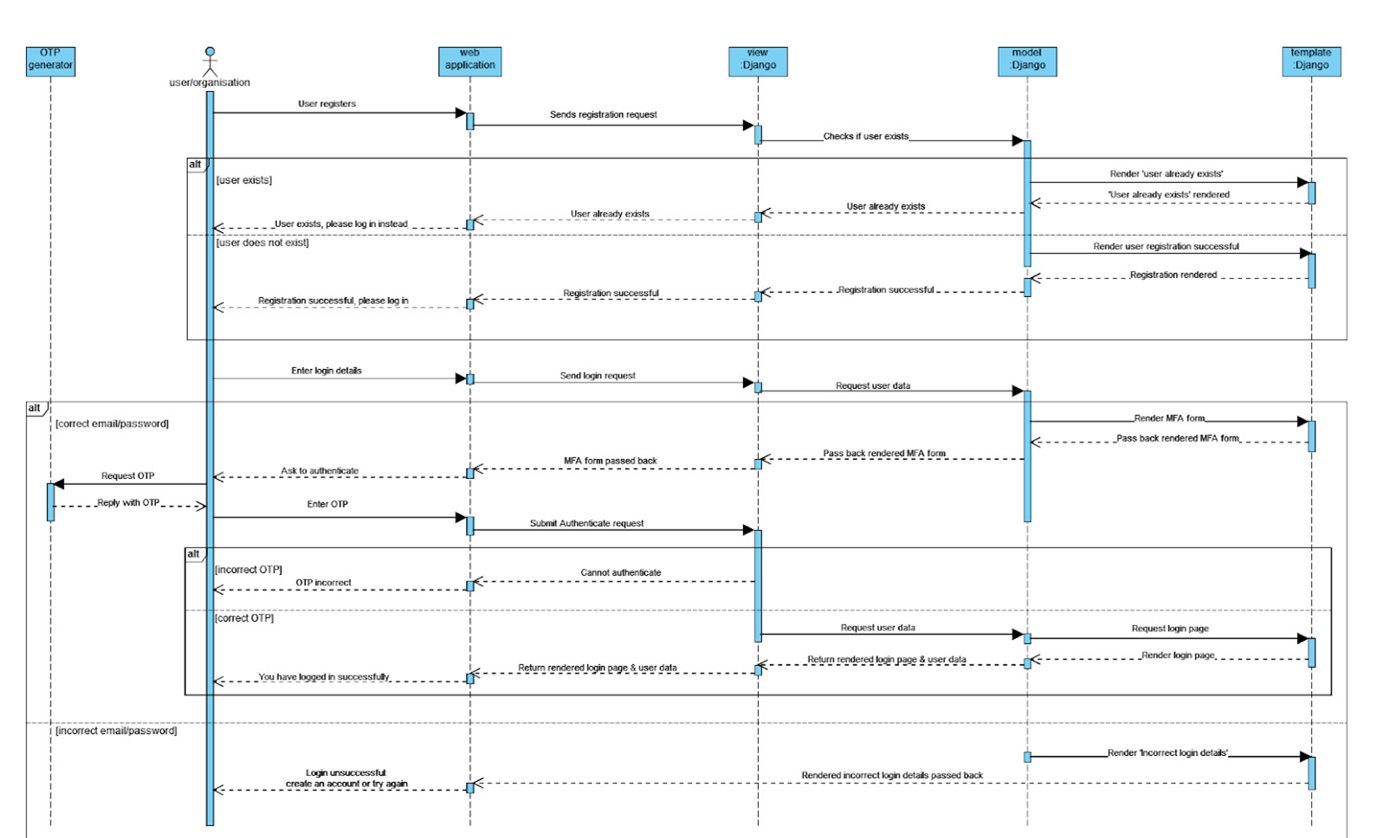 OTP
generator
user/organisation
web
application
view
:Django
model
:Django
template
:Django
User registers
Sends registration request
Checks if user exists
alt
[user exists]
Render 'user already exists'
'User already exists' rendered
User already exists
User already exists
User exists, please log in instead
[user does not exist]
Render user registration successful
Registration rendered
Registration successful
Registration successful
Registration successful, please log in
Enter login details
Send login request
Request user data
alt
[correct email/password]
Render MFA form
Pass back rendered MFA form
Pass back rendered MFA form
MFA form passed back
Ask to authenticate
Request OTP
Reply with OTP
Enter OTP
Submit Authenticate request
alt
[incorrect OTP]
Cannot authenticate
OTP incorrect
[correct OTP]
Request user data
Request login page
Render login page
Return rendered login page & user data
Return rendered login page & user data
You have logged in successfully
[incorrect email/password]
Render 'Incorrect login details'
Rendered incorrect login details passed back
Login unsuccessful
create an account or try again